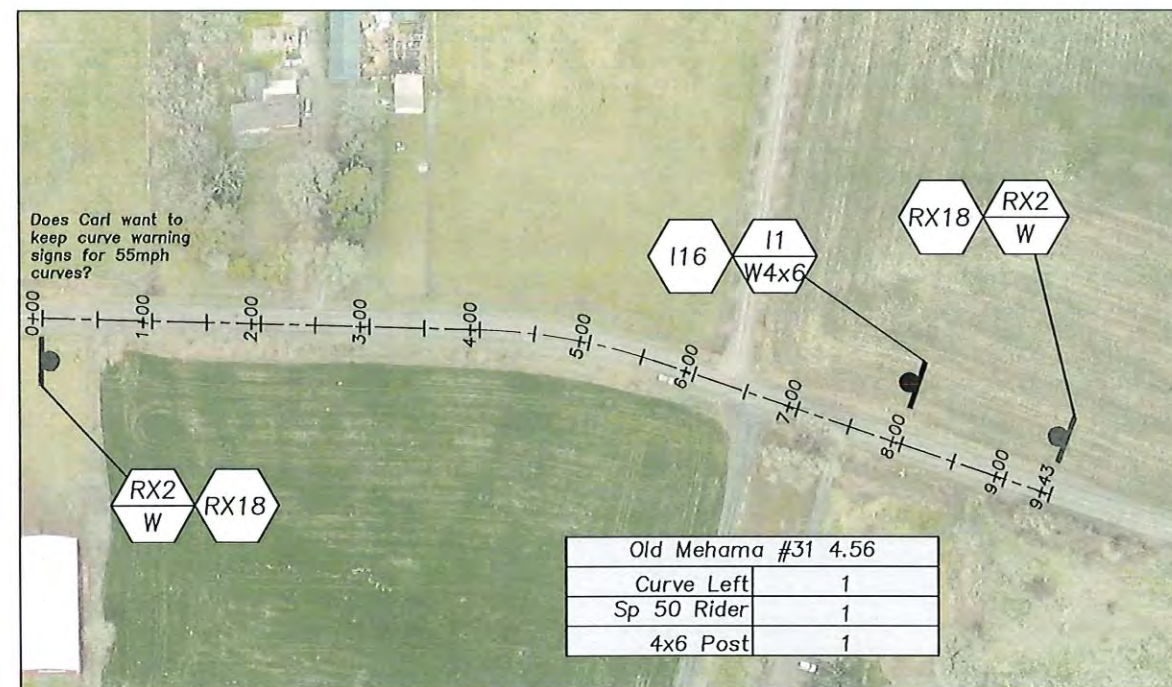 Does Carl want to
keep curve warning
signs for 55mph
curves?
I16
I1
W4x6
RX18
RX2
W
0+00
1+00
2+00
3+00
4+00
5+00
6+00
7+00
8+00
9+00
9+43
RX2
W
RX18
Old Mehama #31 4.56
Curve Left 1
Sp 50 Rider 1
4x6 Post 1